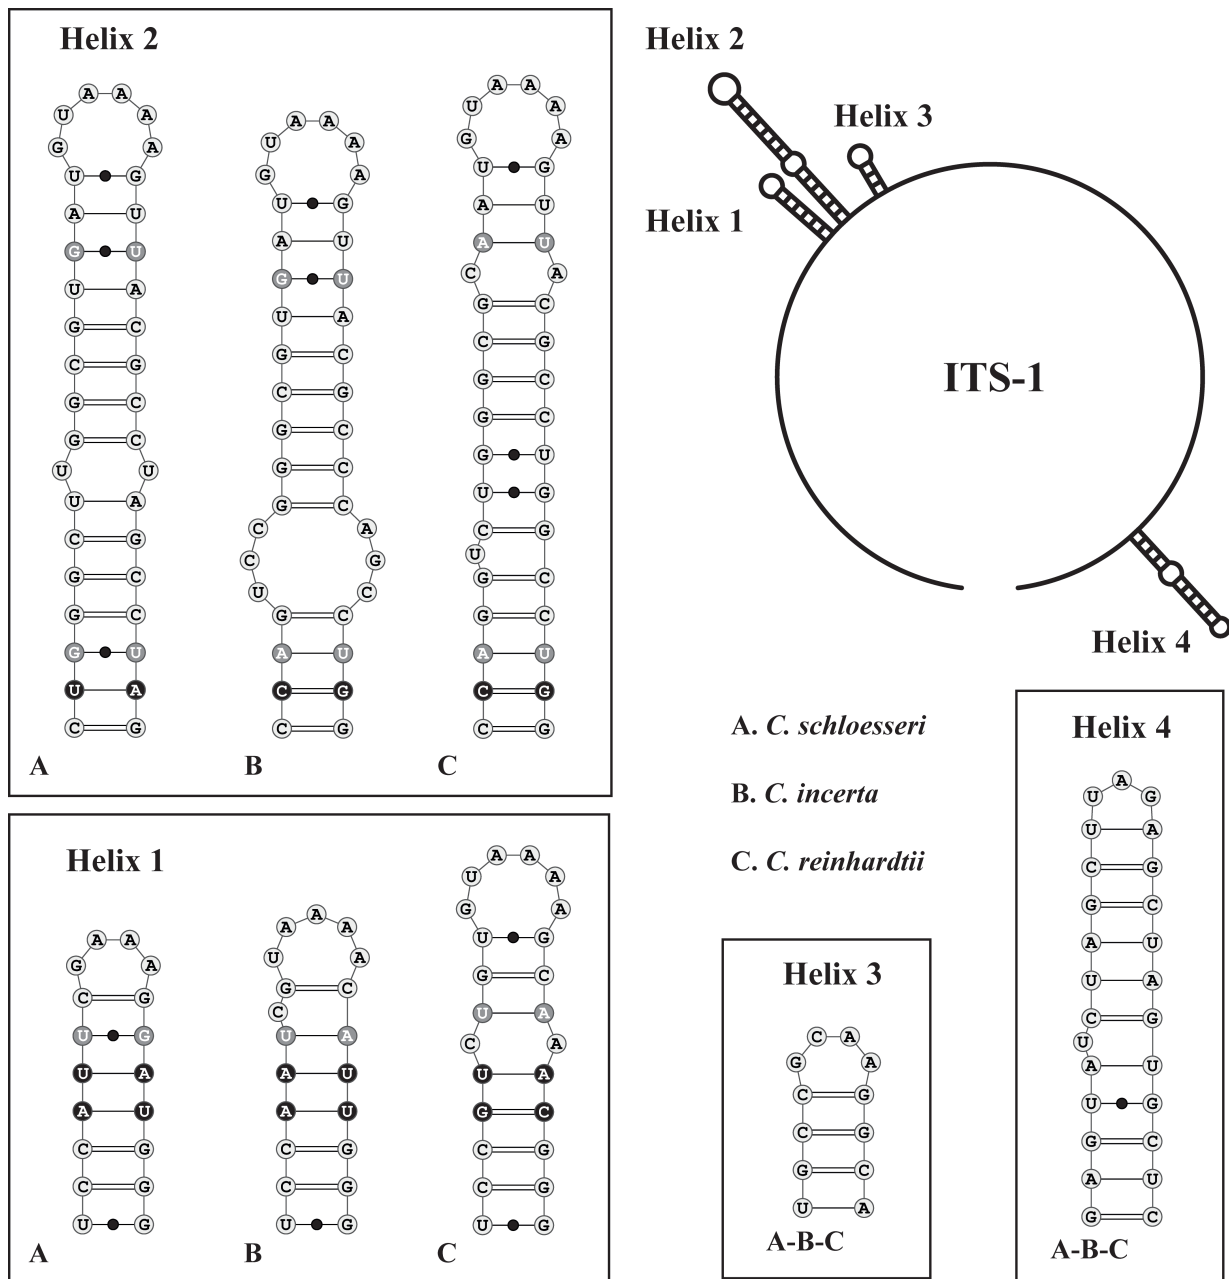 Helix 2
A A
U A
G A
U G
A U
G U
U A
G C
C G
G C
G C
U U
U A
C G
G C
G C
G U
U A
C G
A
A A
U A
G A
U G
A U
G U
U A
G C
C G
G C
G C
G C
C A
C G
U C
G C
A U
C G
C G
B
A A
U A
G A
U G
A U
A U
C A
G C
C G
G C
G C
G U
U G
C G
U
G C
G C
A U
C G
C G
C
Helix 2
Helix 3
Helix 1
ITS-1
Helix 4
A. C. schloesseri
B. C. incerta
C. C. reinhardtii
Helix 1
A A
G A
C G
U G
U A
A U
C G
C G
U G
A
A
A A
U A
G C
C
U A
A U
A U
C G
C G
U G
B
A A
U A
G A
U G
G C
U A
C A
U A
G C
C G
C G
U G
C
Helix 3
C A
G A
C G
C G
G C
U A
A-B-C
Helix 4
A
U G
U A
C G
G C
A U
U A
C G
U
A U
U G
G C
A U
G C
A-B-C